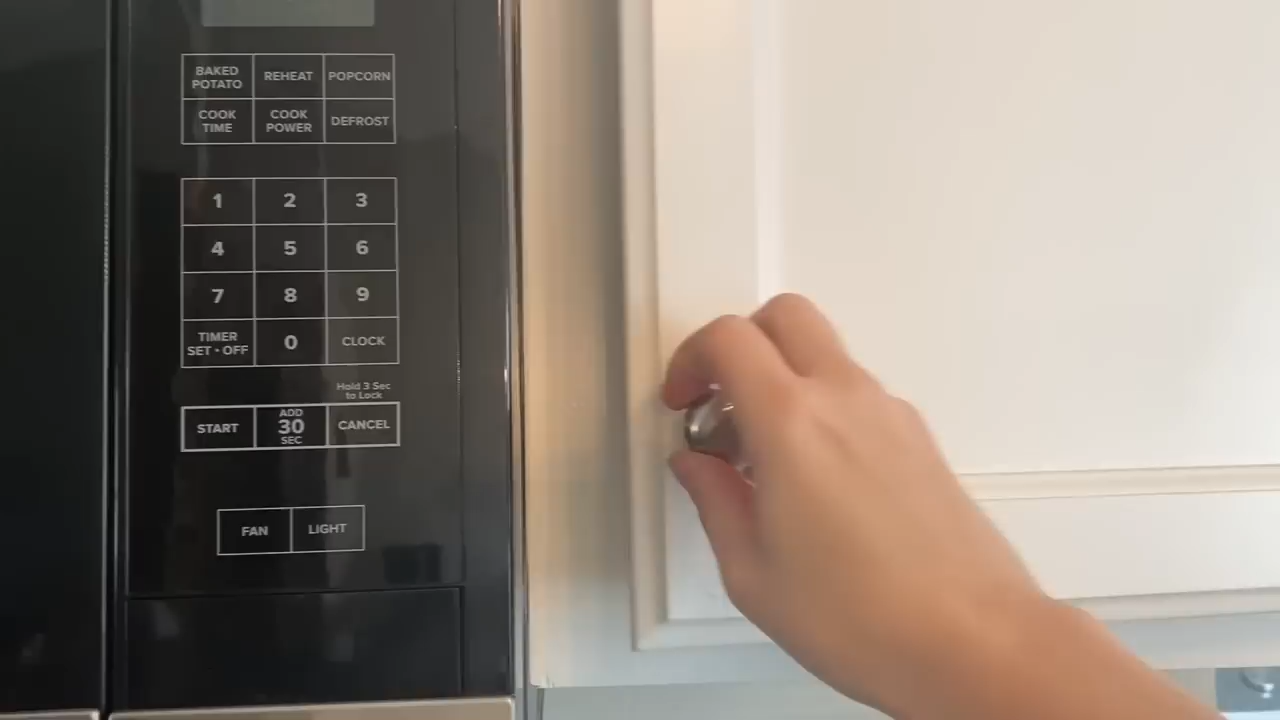 BAKED POTATO
REHEAT
POPCORN
COOK TIME
COOK POWER
DEFROST
1 2 3
4 5 6
7 8 9
TIMER SET • OFF
0
CLOCK
Hold 3 Sec
to Lock
START
ADD
30
SEC
CANCEL
FAN
LIGHT